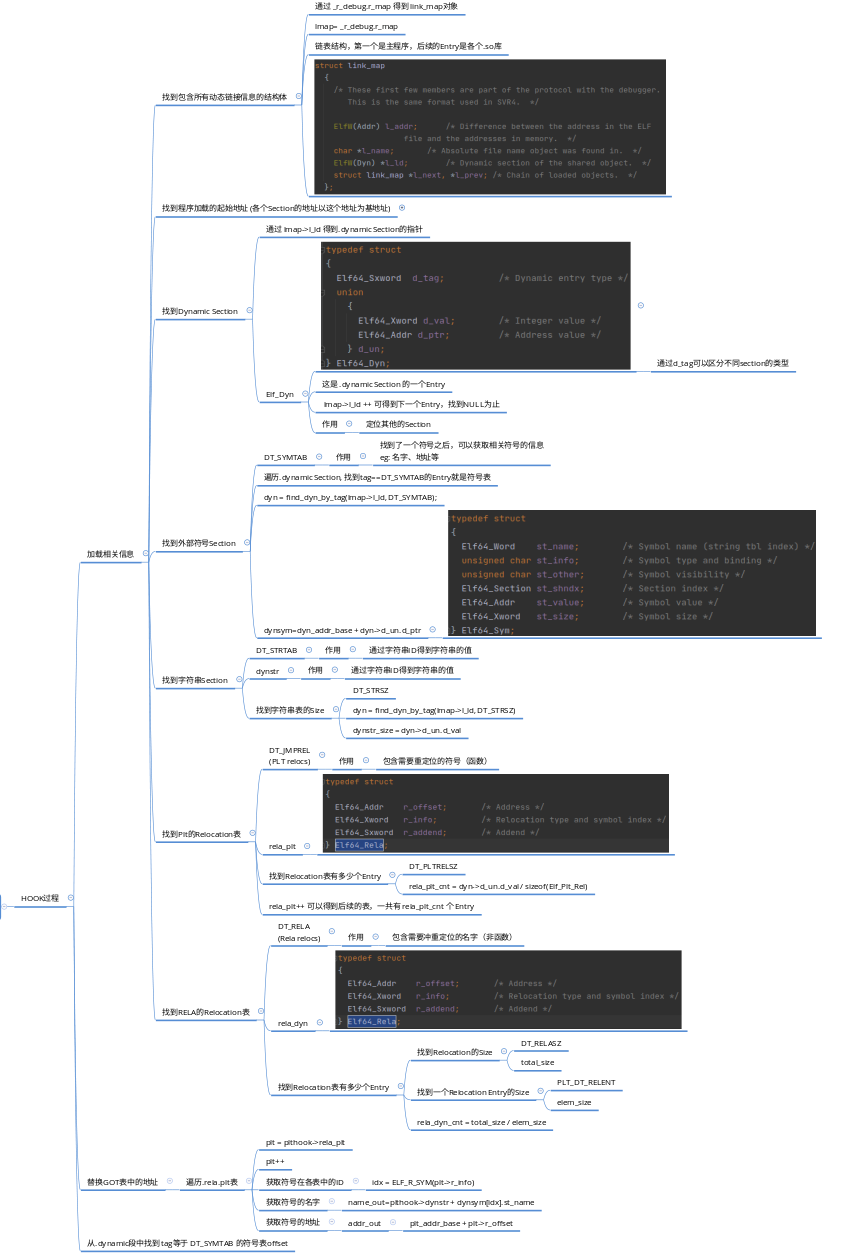 通过 _r_debug.r_map 得到 link_map对象
lmap= _r_debug.r_map
链表结构，第一个是主程序，后续的Entry是各个.so库
找到包含所有动态链接信息的结构体
struct link_map
{
/* These first few members are part of the protocol with the debugger.
This is the same format used in SVR4. */
ElfW(Addr) l_addr; /* Difference between the address in the ELF
file and the addresses in memory. */
char *l_name; /* Absolute file name object was found in. */
ElfW(Dyn) *l_ld; /* Dynamic section of the shared object. */
struct link_map *l_next, *l_prev; /* Chain of loaded objects. */
};
找到程序加载的起始地址 (各个Section的地址以这个地址为基地址)
通过 lmap->l_ld 得到.dynamic Section的指针
找到Dynamic Section
typedef struct
{
Elf64_Sxword d_tag; /* Dynamic entry type */
union
{
Elf64_Xword d_val; /* Integer value */
Elf64_Addr d_ptr; /* Address value */
} d_un;
} Elf64_Dyn;
通过d_tag可以区分不同section的类型
Elf_Dyn
这是 .dynamic Section 的一个Entry
lmap->l_ld ++ 可得到下一个Entry，找到NULL为止
作用
定位其他的Section
加载相关信息
找到外部符号Section
DT_SYMTAB
作用
找到了一个符号之后，可以获取相关符号的信息
eg: 名字、地址等
遍历.dynamic Section, 找到tag==DT_SYMTAB的Entry就是符号表
dyn = find_dyn_by_tag(lmap->l_ld, DT_SYMTAB);
typedef struct
{
Elf64_Word st_name; /* Symbol name (string tbl index) */
unsigned char st_info; /* Symbol type and binding */
unsigned char st_other; /* Symbol visibility */
Elf64_Section st_shndx; /* Section index */
Elf64_Addr st_value; /* Symbol value */
Elf64_Xword st_size; /* Symbol size */
} Elf64_Sym;
dynsym=dyn_addr_base + dyn->d_un.d_ptr
找到字符串Section
DT_STRTAB
作用
通过字符串ID得到字符串的值
dynstr
作用
通过字符串ID得到字符串的值
找到字符串表的Size
DT_STRSZ
dyn = find_dyn_by_tag(lmap->l_ld, DT_STRSZ)
dynstr_size = dyn->d_un.d_val
找到Plt的Relocation表
DT_JMPREL
(PLT relocs)
作用
包含需要重定位的符号（函数）
typedef struct
{
Elf64_Addr r_offset; /* Address */
Elf64_Xword r_info; /* Relocation type and symbol index */
Elf64_Sxword r_addend; /* Addend */
} Elf64_Rela;
rela_plt
找到Relocation表有多少个Entry
DT_PLTRELSZ
rela_plt_cnt = dyn->d_un.d_val / sizeof(Elf_Plt_Rel)
rela_plt++ 可以得到后续的表，一共有 rela_plt_cnt 个 Entry
HOOK过程
找到RELA的Relocation表
DT_RELA
(Rela relocs)
作用
包含需要冲重定位的名字（非函数）
typedef struct
{
Elf64_Addr r_offset; /* Address */
Elf64_Xword r_info; /* Relocation type and symbol index */
Elf64_Sxword r_addend; /* Addend */
} Elf64_Rela;
rela_dyn
找到Relocation表有多少个Entry
找到Relocation的Size
DT_RELASZ
total_size
找到一个Relocation Entry的Size
PLT_DT_RELENT
elem_size
rela_dyn_cnt = total_size / elem_size
替换GOT表中的地址
遍历.rela.plt表
plt = plthook->rela_plt
plt++
获取符号在各表中的ID
idx = ELF_R_SYM(plt->r_info)
获取符号的名字
name_out=plthook->dynstr + dynsym[idx].st_name
获取符号的地址
addr_out
plt_addr_base + plt->r_offset
从.dynamic段中找到 tag 等于 DT_SYMTAB 的符号表offset